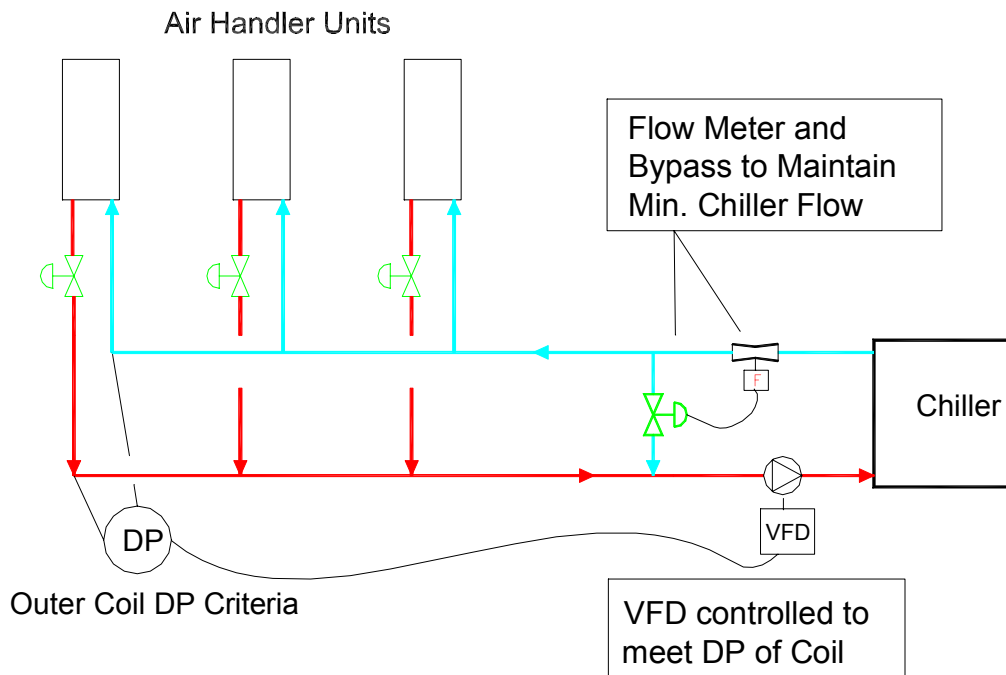 Air Handler Units
Flow Meter and
Bypass to Maintain
Min. Chiller Flow
F
Chiller
DP
VFD
Outer Coil DP Criteria
VFD controlled to
meet DP of Coil